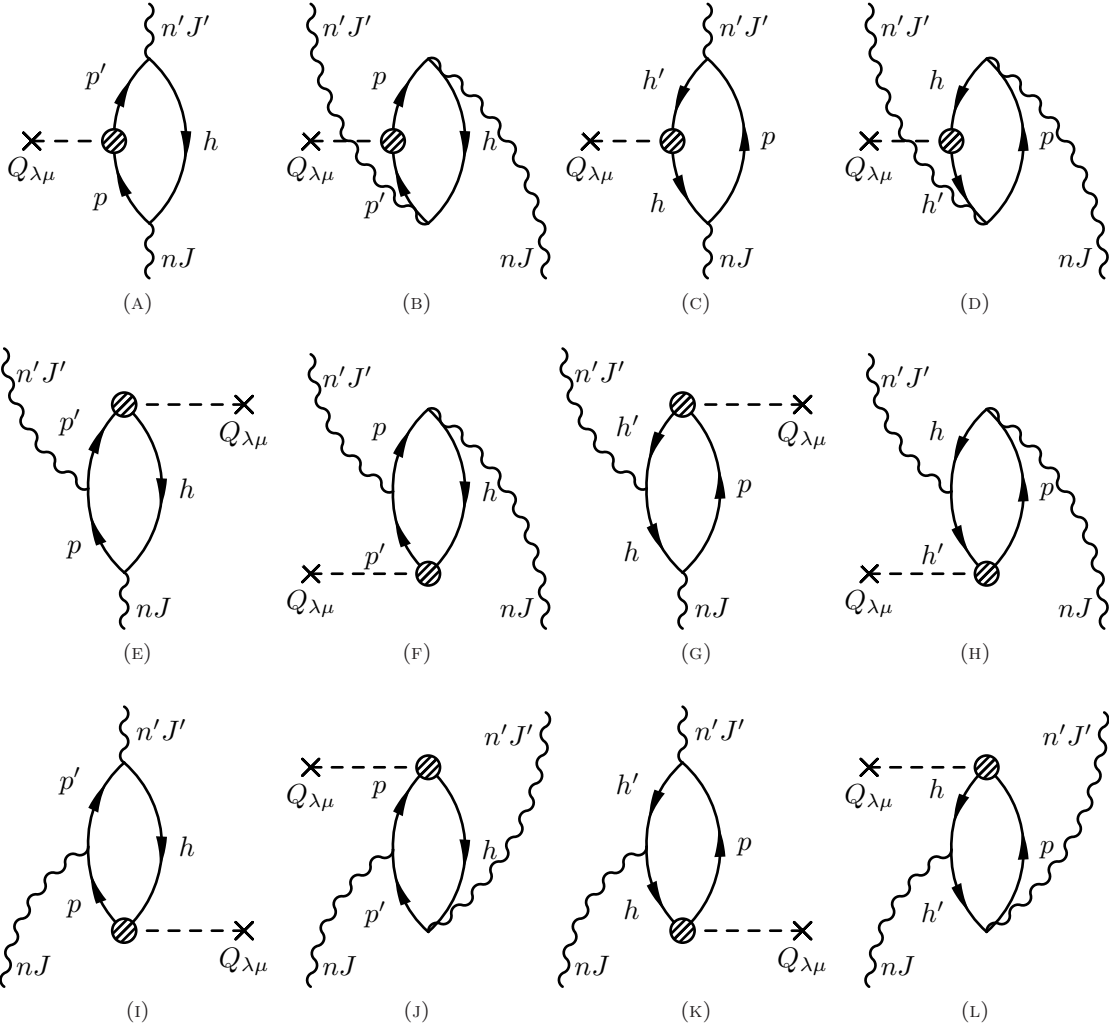 n′J′ n′J′ n′J′ n′J′
p′ p h′ h
Q_{λμ} h Q_{λμ} h Q_{λμ} p Q_{λμ} p
p p′ h h′
nJ nJ nJ nJ
(A) (B) (C) (D)
n′J′ n′J′ n′J′ n′J′
p′ Q_{λμ} p h′ Q_{λμ} h
h h p p
p p′ h h′
nJ Q_{λμ} nJ nJ Q_{λμ} nJ
(E) (F) (G) (H)
n′J′ n′J′ n′J′ n′J′
p′ Q_{λμ} p h′ Q_{λμ} h
h h p p
p p′ h h′
nJ Q_{λμ} nJ nJ Q_{λμ} nJ
(I) (J) (K) (L)